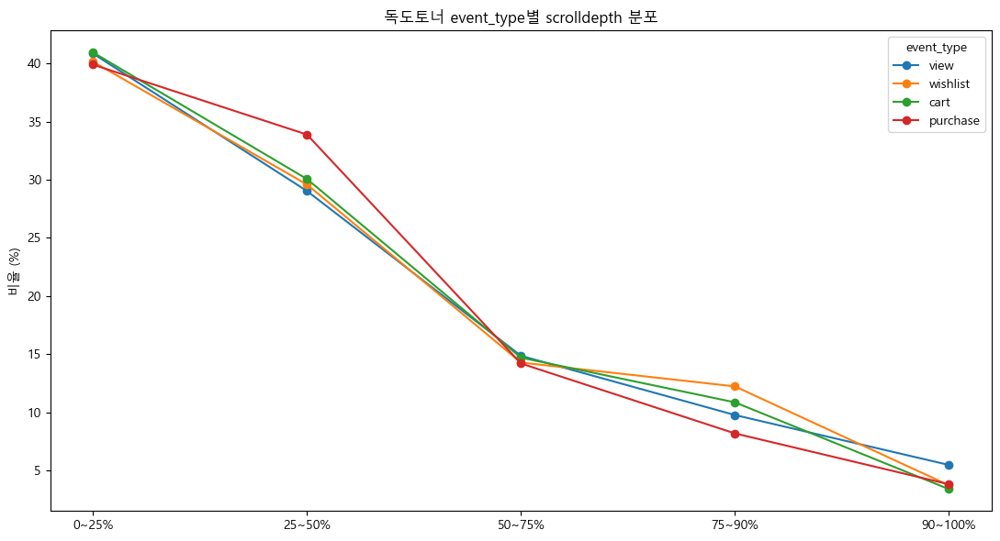 독도토너 event_type별 scrolldepth 분포
event_type
view
wishlist
cart
purchase
비율 (%)
40
35
30
25
20
15
10
5
0~25%
25~50%
50~75%
75~90%
90~100%